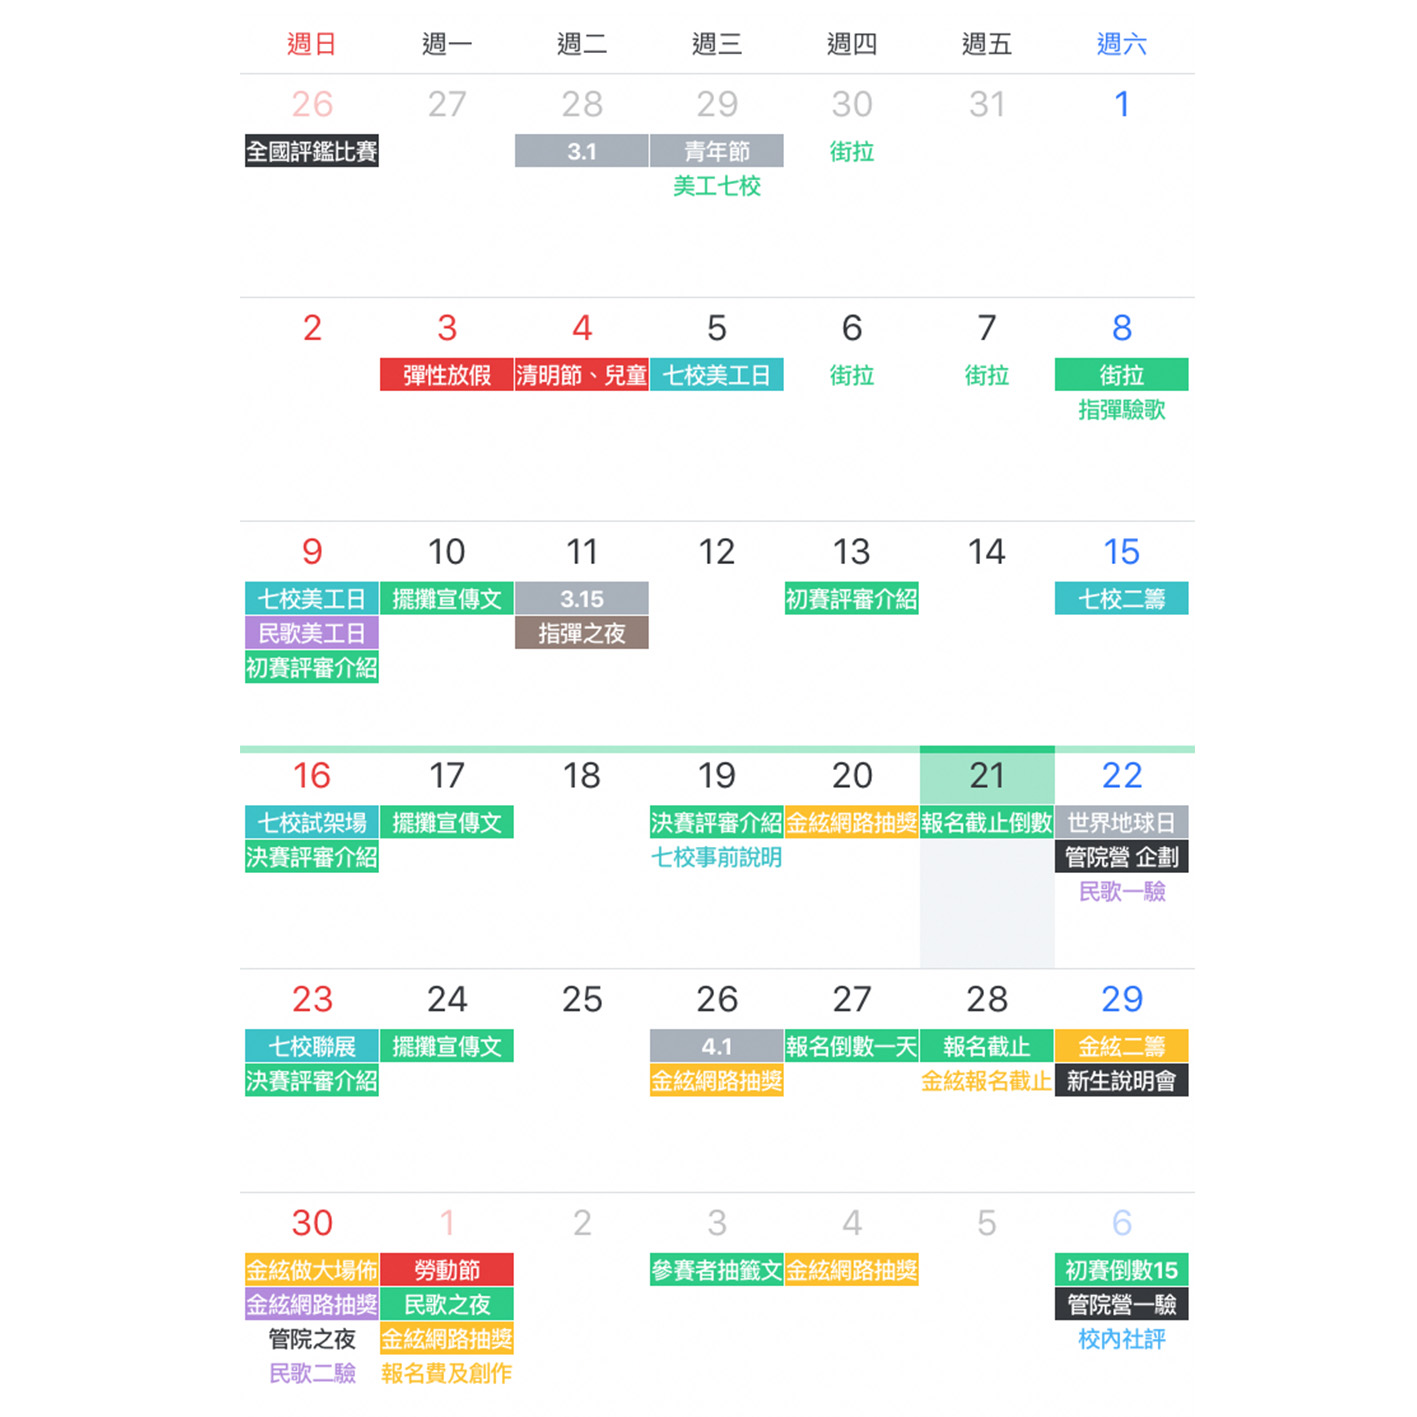 週日 週一 週二 週三 週四 週五 週六
26 27 28 29 30 31 1
全國評鑑比賽 3.1 青年節 街拉
美工七校
2 3 4 5 6 7 8
彈性放假 清明節、兒童 七校美工日 街拉 街拉 街拉
指彈驗歌
9 10 11 12 13 14 15
七校美工日 擺攤宣傳文 3.15 初賽評審介紹 七校二籌
民歌美工日 指彈之夜
初賽評審介紹
16 17 18 19 20 21 22
七校試架場 擺攤宣傳文 決賽評審介紹 金絃網路抽獎 報名截止倒數 世界地球日
決賽評審介紹 七校事前說明 管院營 企劃
民歌一驗
23 24 25 26 27 28 29
七校聯展 擺攤宣傳文 4.1 報名倒數一天 報名截止 金絃二籌
決賽評審介紹 金絃網路抽獎 金絃報名截止 新生說明會
30 1 2 3 4 5 6
金絃做大場佈 勞動節 參賽者抽籤文 金絃網路抽獎 初賽倒數15
金絃網路抽獎 民歌之夜 管院營一驗
管院之夜 金絃網路抽獎 校內社評
民歌二驗 報名費及創作